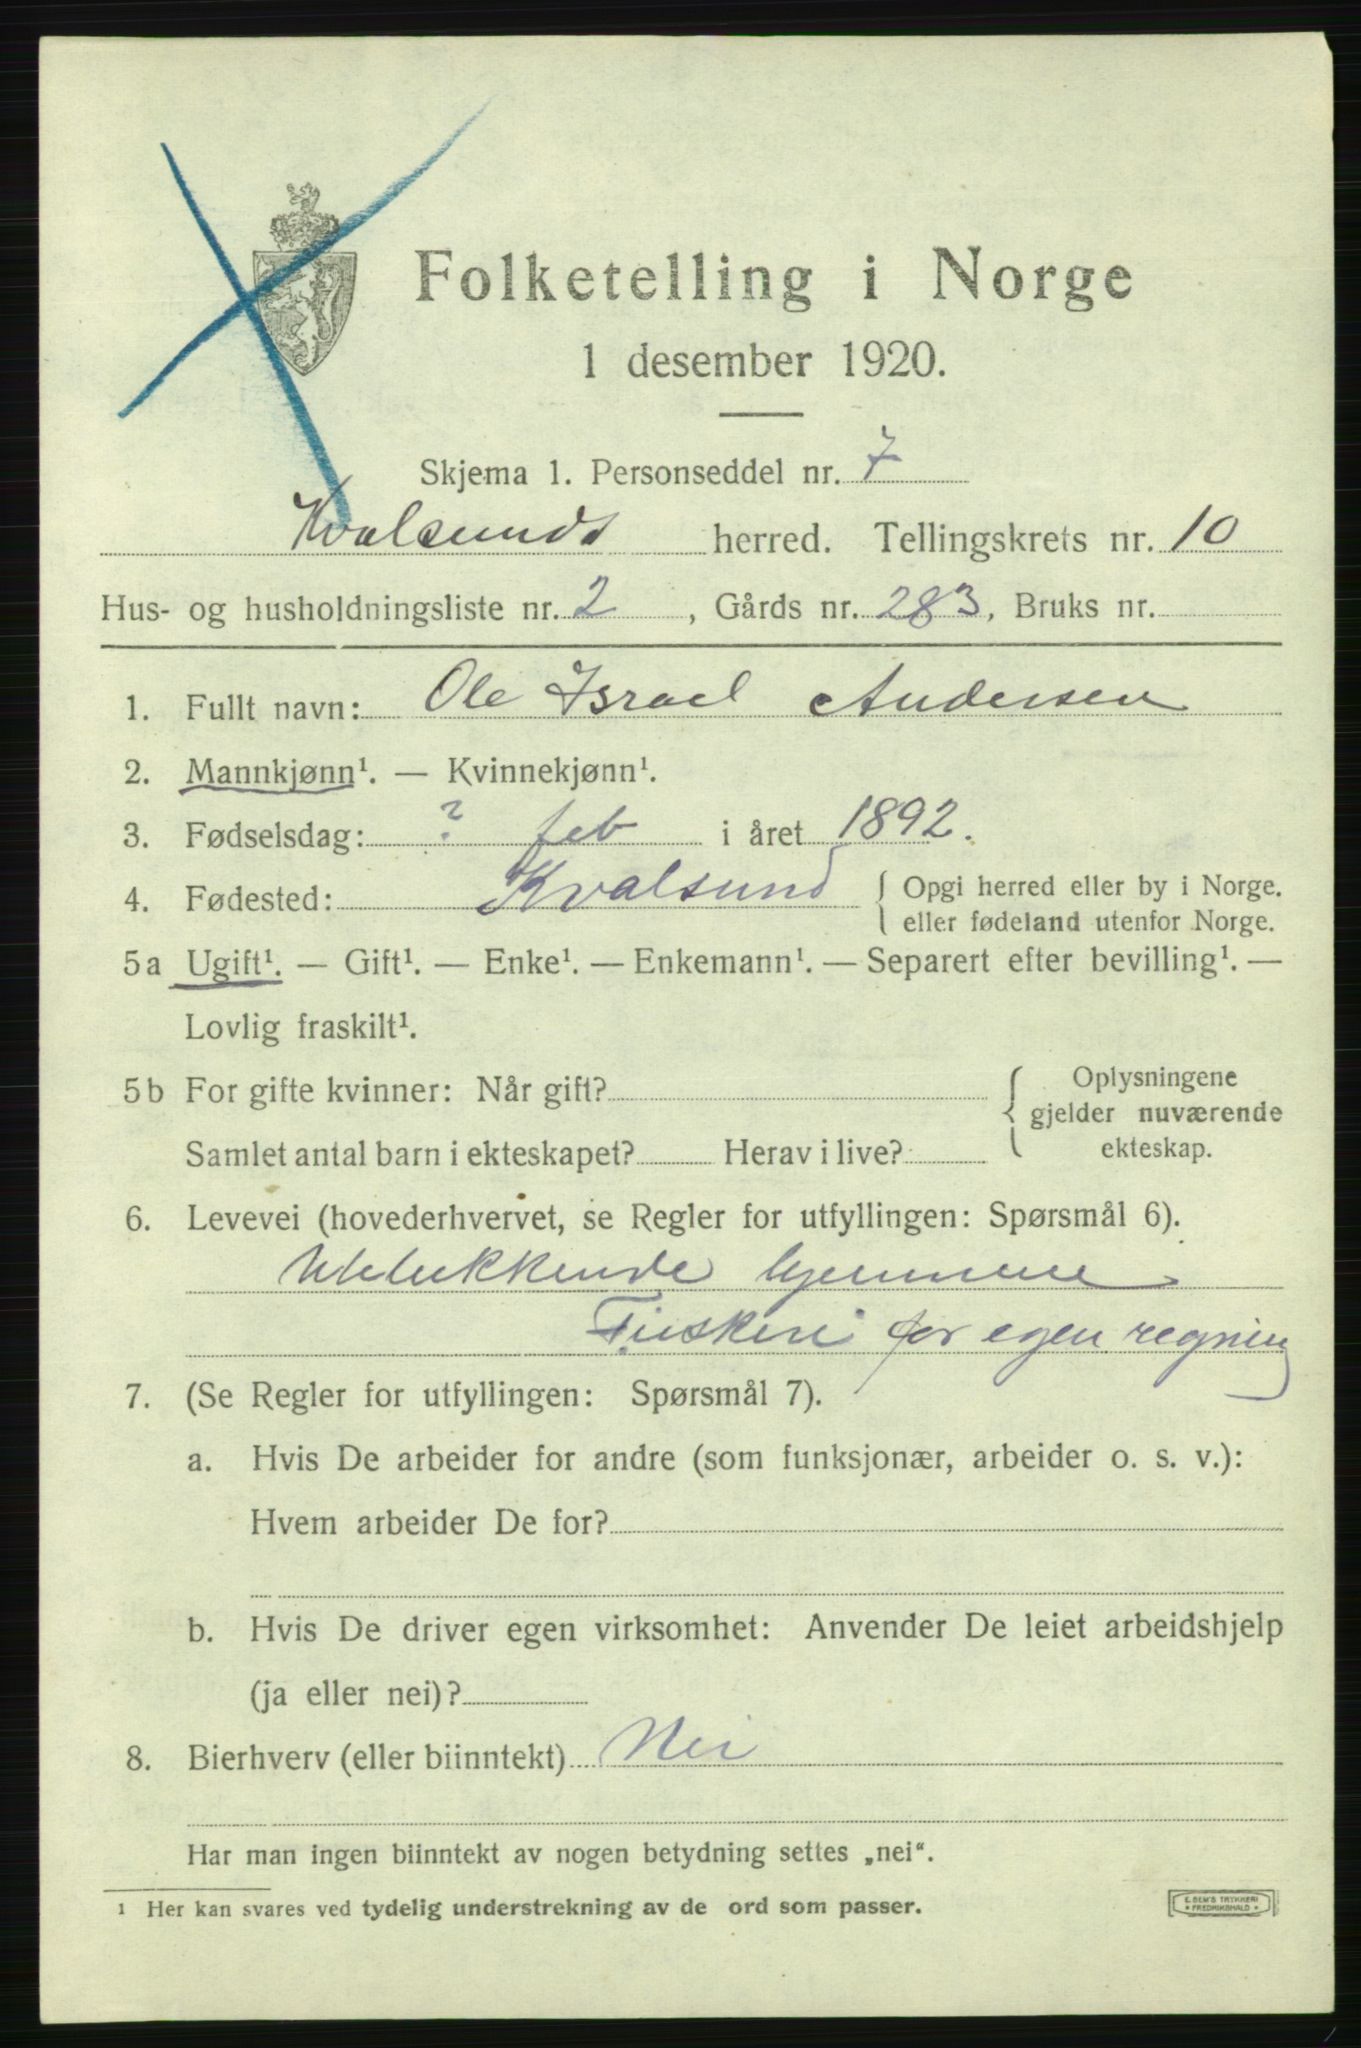 Folketelling i Norge
1 desember 1920.
Skjema 1. Personseddel nr. 7
Kvalsunds herred. Tellingskrets nr. 10
Hus- og husholdningsliste nr. 2, Gårds nr. 283, Bruks nr.
1. Fullt navn: Ole Israel Andersen
2. Mannkjønn¹. — Kvinnekjønn¹.
3. Fødselsdag: ? feb i året 1892.
4. Fødested: Kvalsund { Opgi herred eller by i Norge.
eller fødeland utenfor Norge.
5a Ugift¹. — Gift¹. — Enke¹. — Enkemann¹. — Separert efter bevilling¹. —
Lovlig fraskilt¹.
5b For gifte kvinner: Når gift? { Oplysningene
gjelder nuværende
Samlet antal barn i ekteskapet? Herav i live? ekteskap.
6. Levevei (hovederhvervet, se Regler for utfyllingen: Spørsmål 6).
hjemme
Fiskeri for egen regning
7. (Se Regler for utfyllingen: Spørsmål 7).
a. Hvis De arbeider for andre (som funksjonær, arbeider o. s. v.):
Hvem arbeider De for?
b. Hvis De driver egen virksomhet: Anvender De leiet arbeidshjelp
(ja eller nei)?
8. Bierhverv (eller biinntekt) Nei
Har man ingen biinntekt av nogen betydning settes „nei“.
¹ Her kan svares ved tydelig understrekning av de ord som passer.
E. SEM'S TRYKKERI
* FREDRIKSHALD *